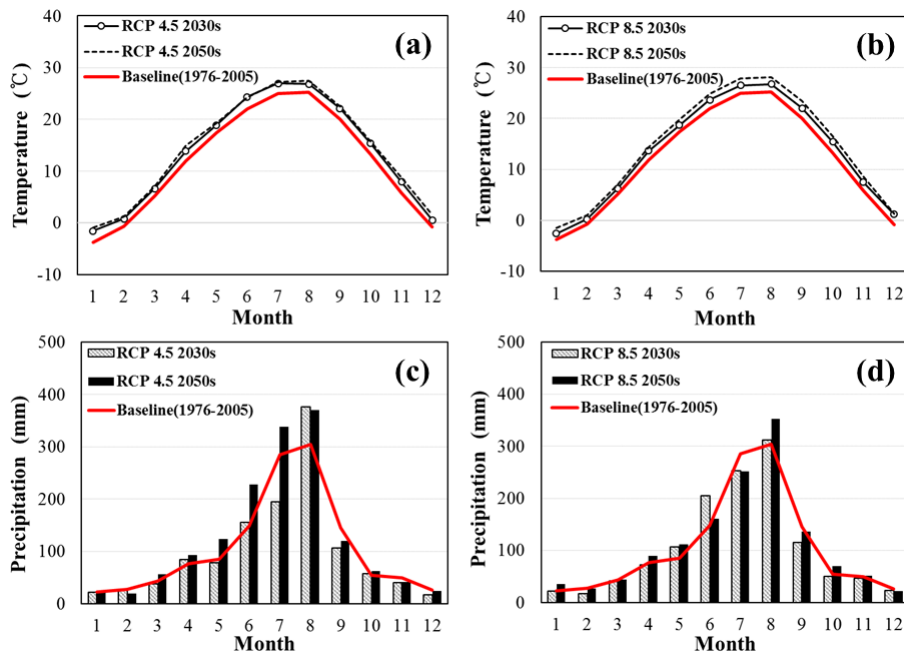 40
30
20
10
0
-10
Temperature (℃)
RCP 4.5 2030s
RCP 4.5 2050s
Baseline(1976-2005)
(a)
1 2 3 4 5 6 7 8 9 10 11 12
Month
40
30
20
10
0
-10
Temperature (℃)
RCP 8.5 2030s
RCP 8.5 2050s
Baseline(1976-2005)
(b)
1 2 3 4 5 6 7 8 9 10 11 12
Month
500
400
300
200
100
0
Precipitation (mm)
RCP 4.5 2030s
RCP 4.5 2050s
Baseline(1976-2005)
(c)
1 2 3 4 5 6 7 8 9 10 11 12
Month
500
400
300
200
100
0
Precipitation (mm)
RCP 8.5 2030s
RCP 8.5 2050s
Baseline(1976-2005)
(d)
1 2 3 4 5 6 7 8 9 10 11 12
Month